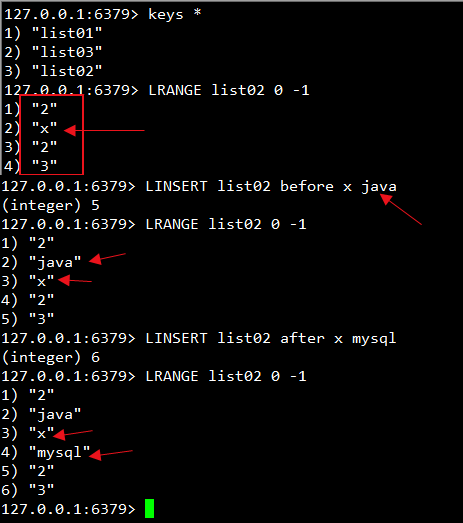 127.0.0.1:6379> keys *
1) "list01"
2) "list03"
3) "list02"
127.0.0.1:6379> LRANGE list02 0 -1
1) "2"
2) "x"
3) "2"
4) "3"
127.0.0.1:6379> LINSERT list02 before x java
(integer) 5
127.0.0.1:6379> LRANGE list02 0 -1
1) "2"
2) "java"
3) "x"
4) "2"
5) "3"
127.0.0.1:6379> LINSERT list02 after x mysql
(integer) 6
127.0.0.1:6379> LRANGE list02 0 -1
1) "2"
2) "java"
3) "x"
4) "mysql"
5) "2"
6) "3"
127.0.0.1:6379>